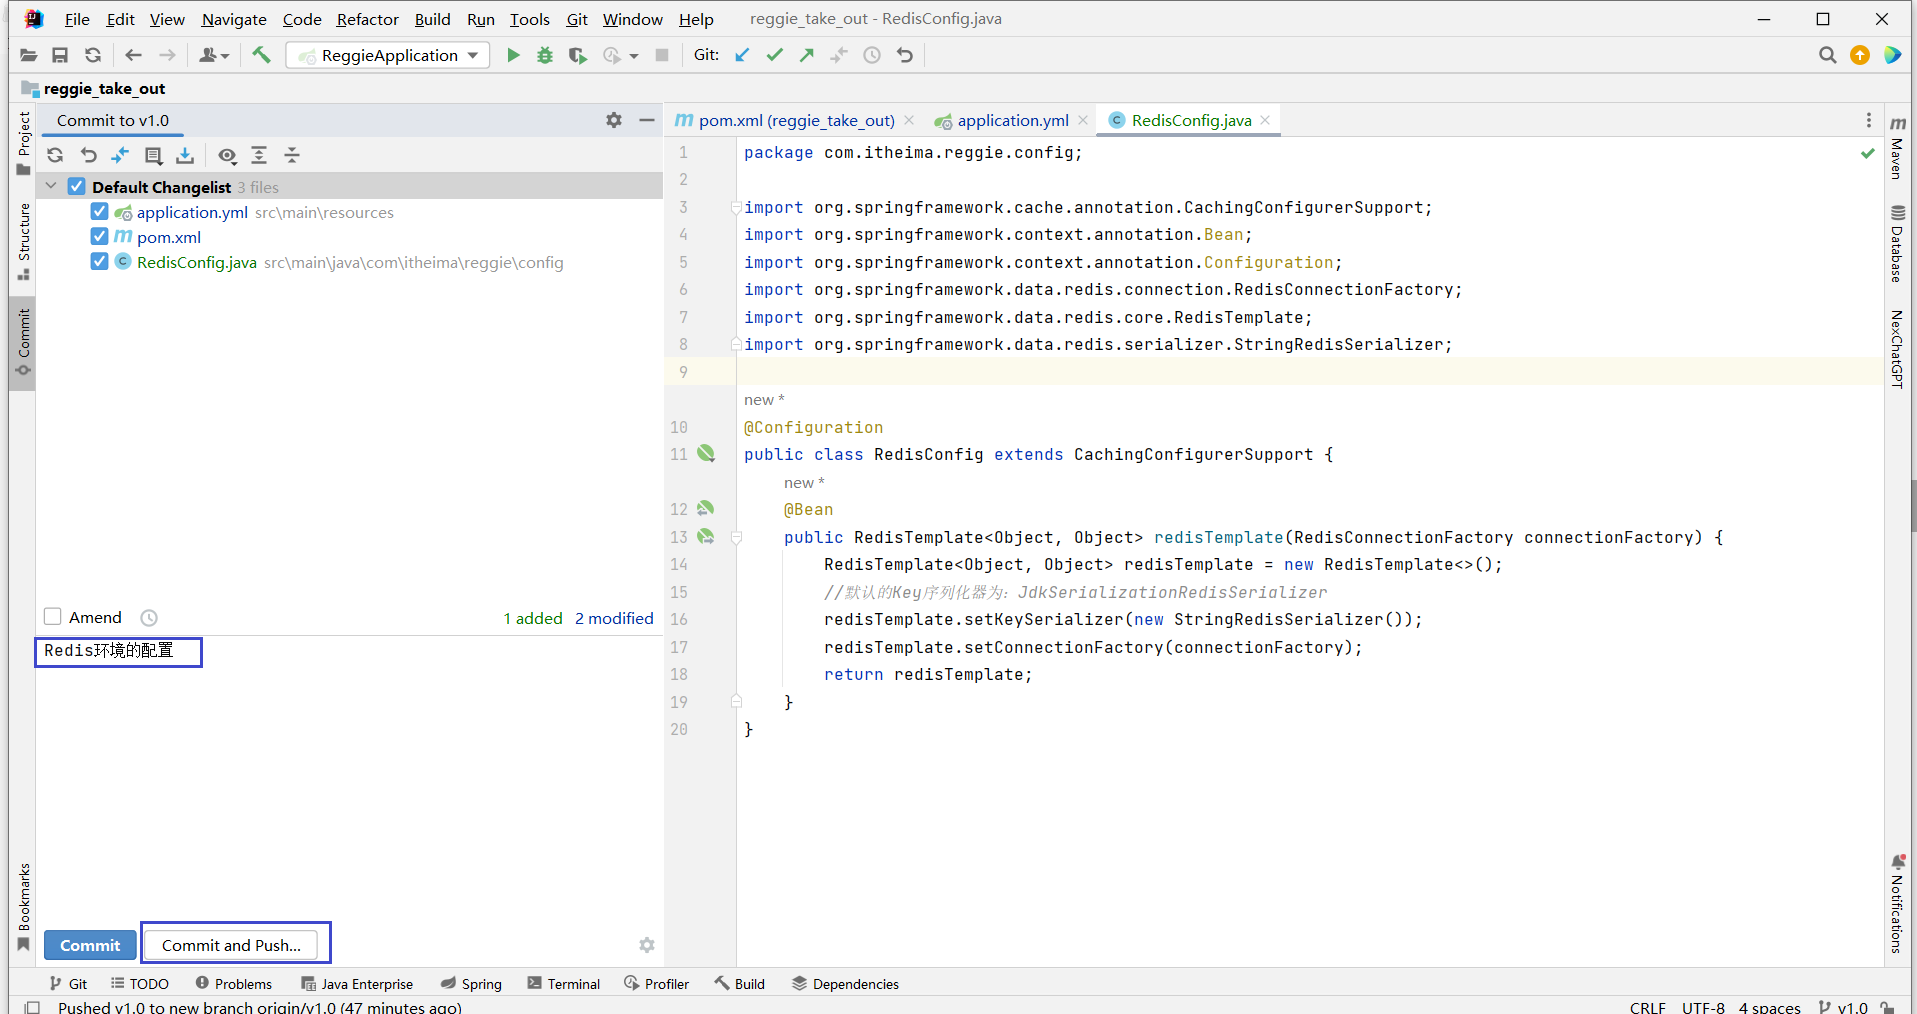 File Edit View Navigate Code Refactor Build Run Tools Git Window Help reggie_take_out - RedisConfig.java
ReggieApplication Git:
reggie_take_out
Commit to v1.0
pom.xml (reggie_take_out) application.yml RedisConfig.java
Default Changelist 3 files
application.yml src\main\resources
pom.xml
RedisConfig.java src\main\java\com\itheima\reggie\config
Amend 1 added 2 modified
Redis环境的配置
Commit Commit and Push...
Project
Structure
Commit
Bookmarks
1 package com.itheima.reggie.config;
2
3 import org.springframework.cache.annotation.CachingConfigurerSupport;
4 import org.springframework.context.annotation.Bean;
5 import org.springframework.context.annotation.Configuration;
6 import org.springframework.data.redis.connection.RedisConnectionFactory;
7 import org.springframework.data.redis.core.RedisTemplate;
8 import org.springframework.data.redis.serializer.StringRedisSerializer;
9
new *
10 @Configuration
11 public class RedisConfig extends CachingConfigurerSupport {
new *
12 @Bean
13 public RedisTemplate<Object, Object> redisTemplate(RedisConnectionFactory connectionFactory) {
14 RedisTemplate<Object, Object> redisTemplate = new RedisTemplate<>();
15 //默认的Key序列化器为：JdkSerializationRedisSerializer
16 redisTemplate.setKeySerializer(new StringRedisSerializer());
17 redisTemplate.setConnectionFactory(connectionFactory);
18 return redisTemplate;
19 }
20 }
Maven
Database
NexChatGPT
Notifications
Git TODO Problems Java Enterprise Spring Terminal Profiler Build Dependencies
Pushed v1.0 to new branch origin/v1.0 (47 minutes ago) CRLF UTF-8 4 spaces v1.0